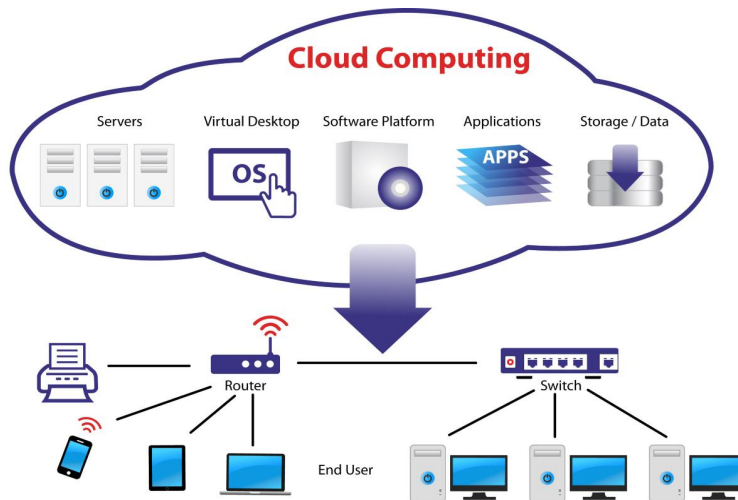 Cloud Computing
Servers
Virtual Desktop
Software Platform
Applications
Storage / Data
OS
APPS
Router
Switch
End User